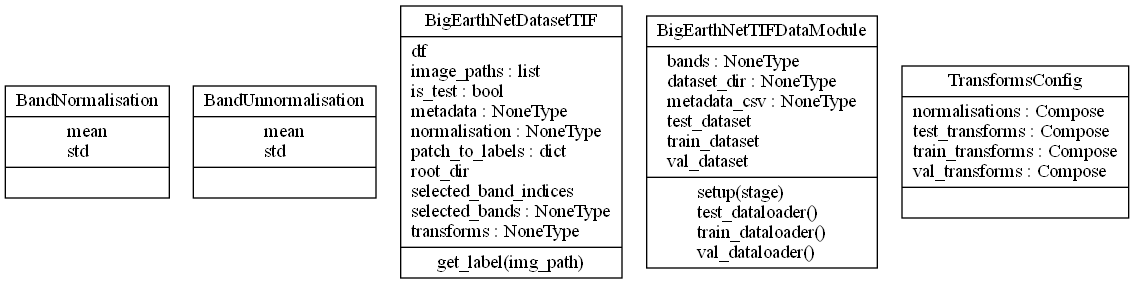 BandNormalisation
mean
std
BandUnnormalisation
mean
std
BigEarthNetDatasetTIF
df
image_paths : list
is_test : bool
metadata : NoneType
normalisation : NoneType
patch_to_labels : dict
root_dir
selected_band_indices
selected_bands : NoneType
transforms : NoneType
get_label(img_path)
BigEarthNetTIFDataModule
bands : NoneType
dataset_dir : NoneType
metadata_csv : NoneType
test_dataset
train_dataset
val_dataset
setup(stage)
test_dataloader()
train_dataloader()
val_dataloader()
TransformsConfig
normalisations : Compose
test_transforms : Compose
train_transforms : Compose
val_transforms : Compose